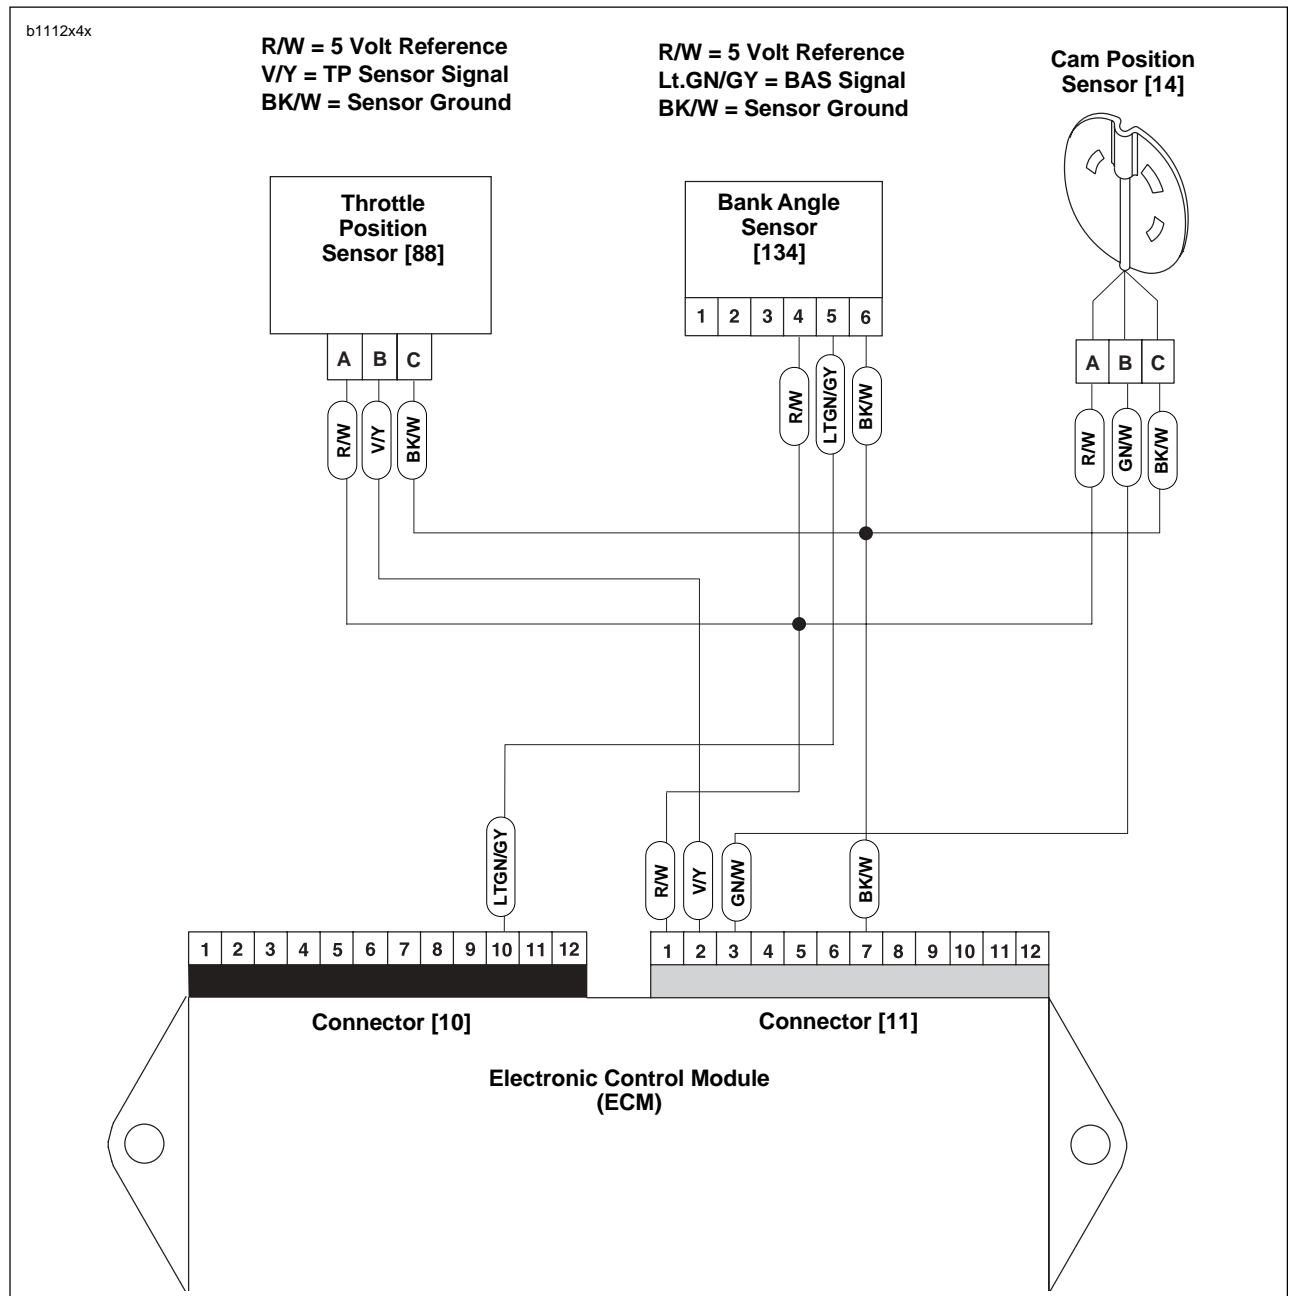 b1112x4x
R/W = 5 Volt Reference
V/Y = TP Sensor Signal
BK/W = Sensor Ground
R/W = 5 Volt Reference
Lt.GN/GY = BAS Signal
BK/W = Sensor Ground
Cam Position
Sensor [14]
Throttle
Position
Sensor [88]
Bank Angle
Sensor
[134]
1 2 3 4 5 6
A B C
A B C
R/W V/Y BK/W
R/W LTGN/GY BK/W
R/W GN/W BK/W
LTGN/GY
R/W V/Y GN/W BK/W
1 2 3 4 5 6 7 8 9 10 11 12
1 2 3 4 5 6 7 8 9 10 11 12
Connector [10]
Connector [11]
Electronic Control Module
(ECM)